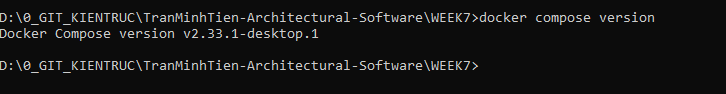 D:\0_GIT_KIENTRUC\TranMinhTien-Architectural-Software\WEEK7>docker compose version
Docker Compose version v2.33.1-desktop.1
D:\0_GIT_KIENTRUC\TranMinhTien-Architectural-Software\WEEK7>